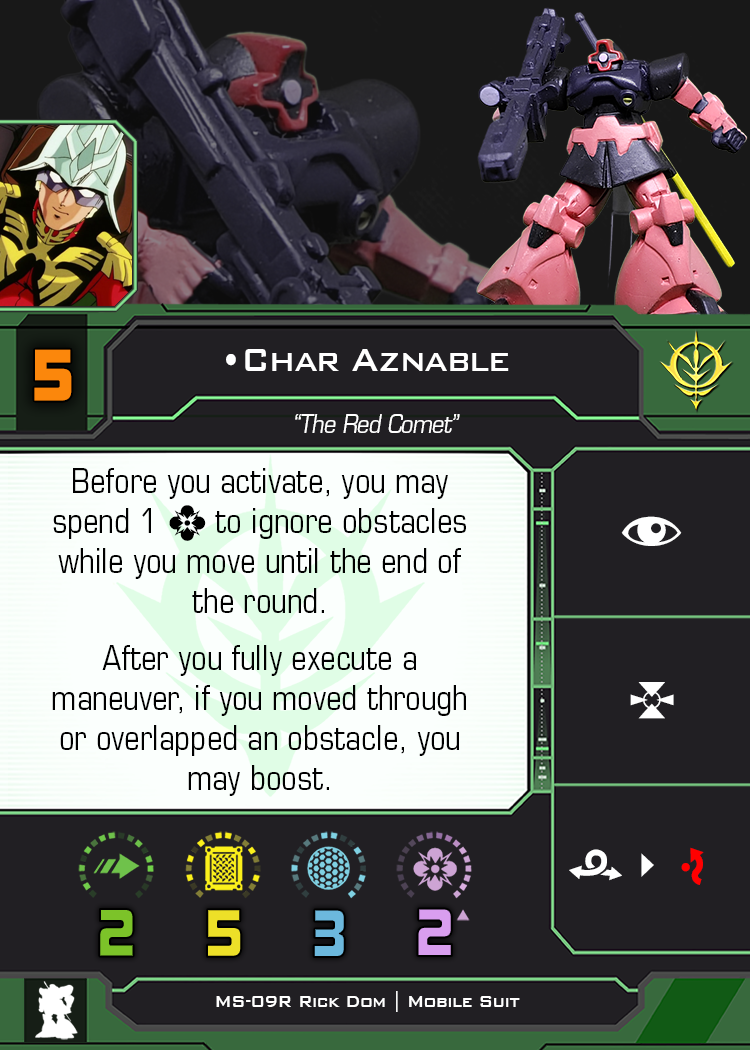 5
•Char Aznable
“The Red Comet”
Before you activate, you may
spend 1 to ignore obstacles
while you move until the end of
the round.
After you fully execute a
maneuver, if you moved through
or overlapped an obstacle, you
may boost.
2 5 3 2
MS-09R Rick Dom | Mobile Suit